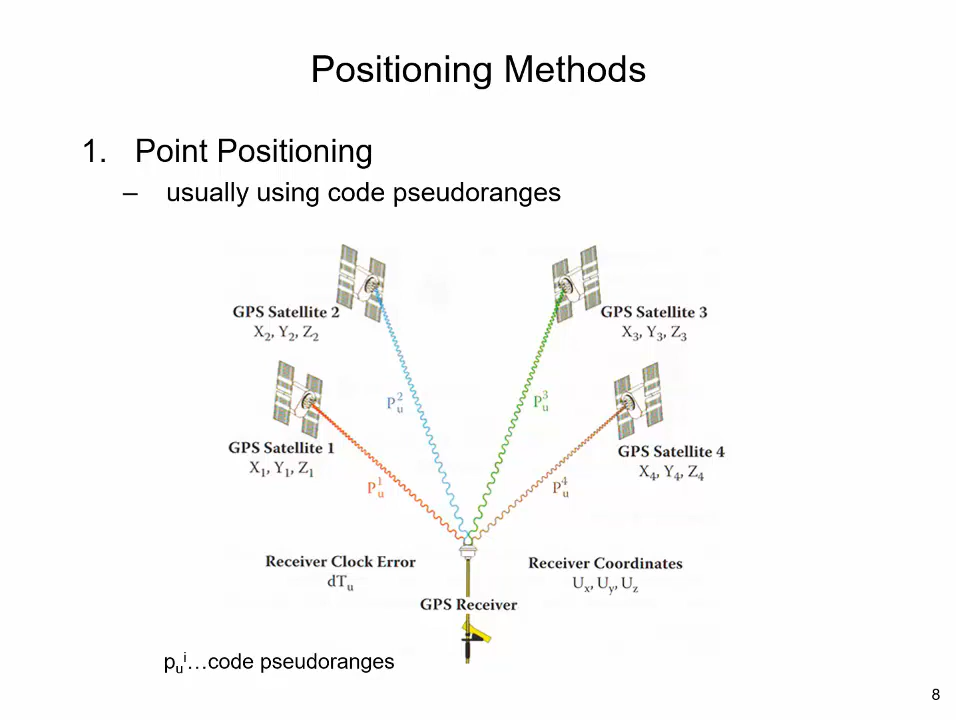 Positioning Methods
1. Point Positioning
– usually using code pseudoranges
GPS Satellite 2
X₂, Y₂, Z₂
GPS Satellite 3
X₃, Y₃, Z₃
P²ᵤ
P³ᵤ
GPS Satellite 1
X₁, Y₁, Z₁
GPS Satellite 4
X₄, Y₄, Z₄
P¹ᵤ
P⁴ᵤ
Receiver Clock Error
dTᵤ
Receiver Coordinates
Uₓ, Uy, Uz
GPS Receiver
pᵤⁱ…code pseudoranges
8